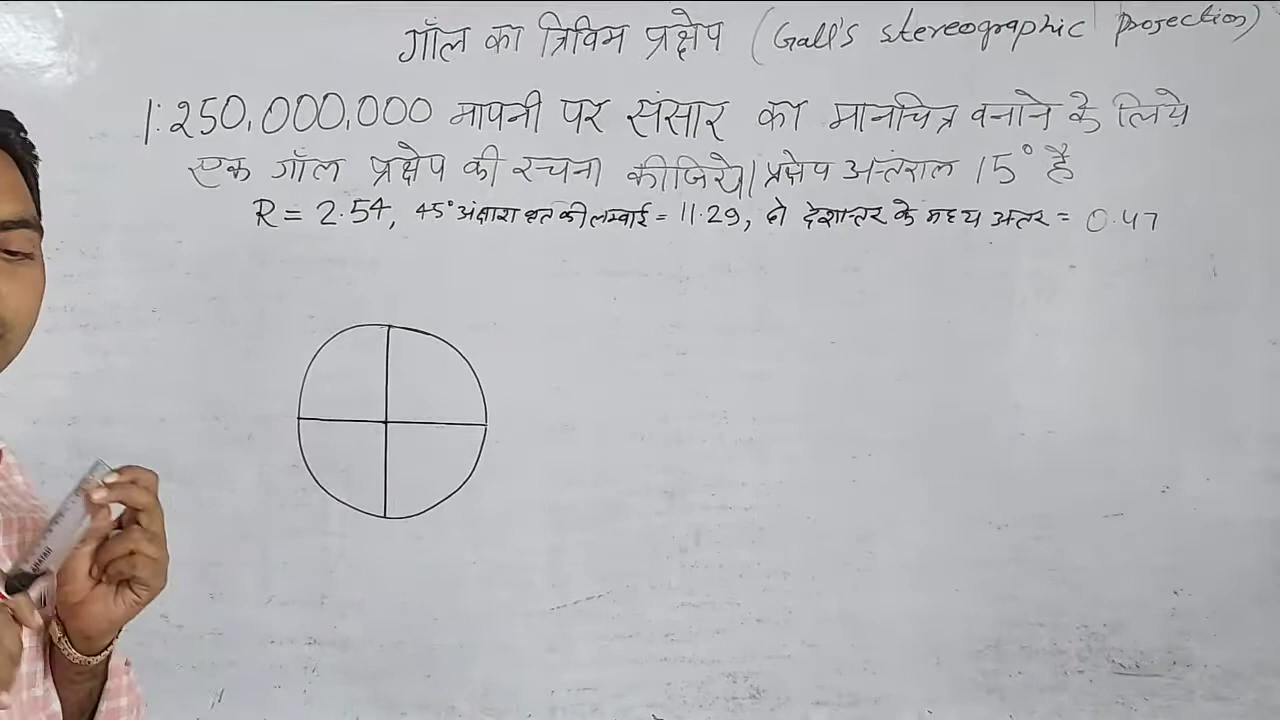 गॉल का त्रिविम प्रक्षेप (Gall's stereographic projection)
1:250,000,000 मापनी पर संसार का मानचित्र बनाने के लिये
एक गॉल प्रक्षेप की रचना कीजिये। प्रक्षेप अन्तराल 15° है
R = 2.54, 45° अक्षांश वृत की लम्बाई = 11.29, दो देशान्तर के मध्य अन्तर = 0.47